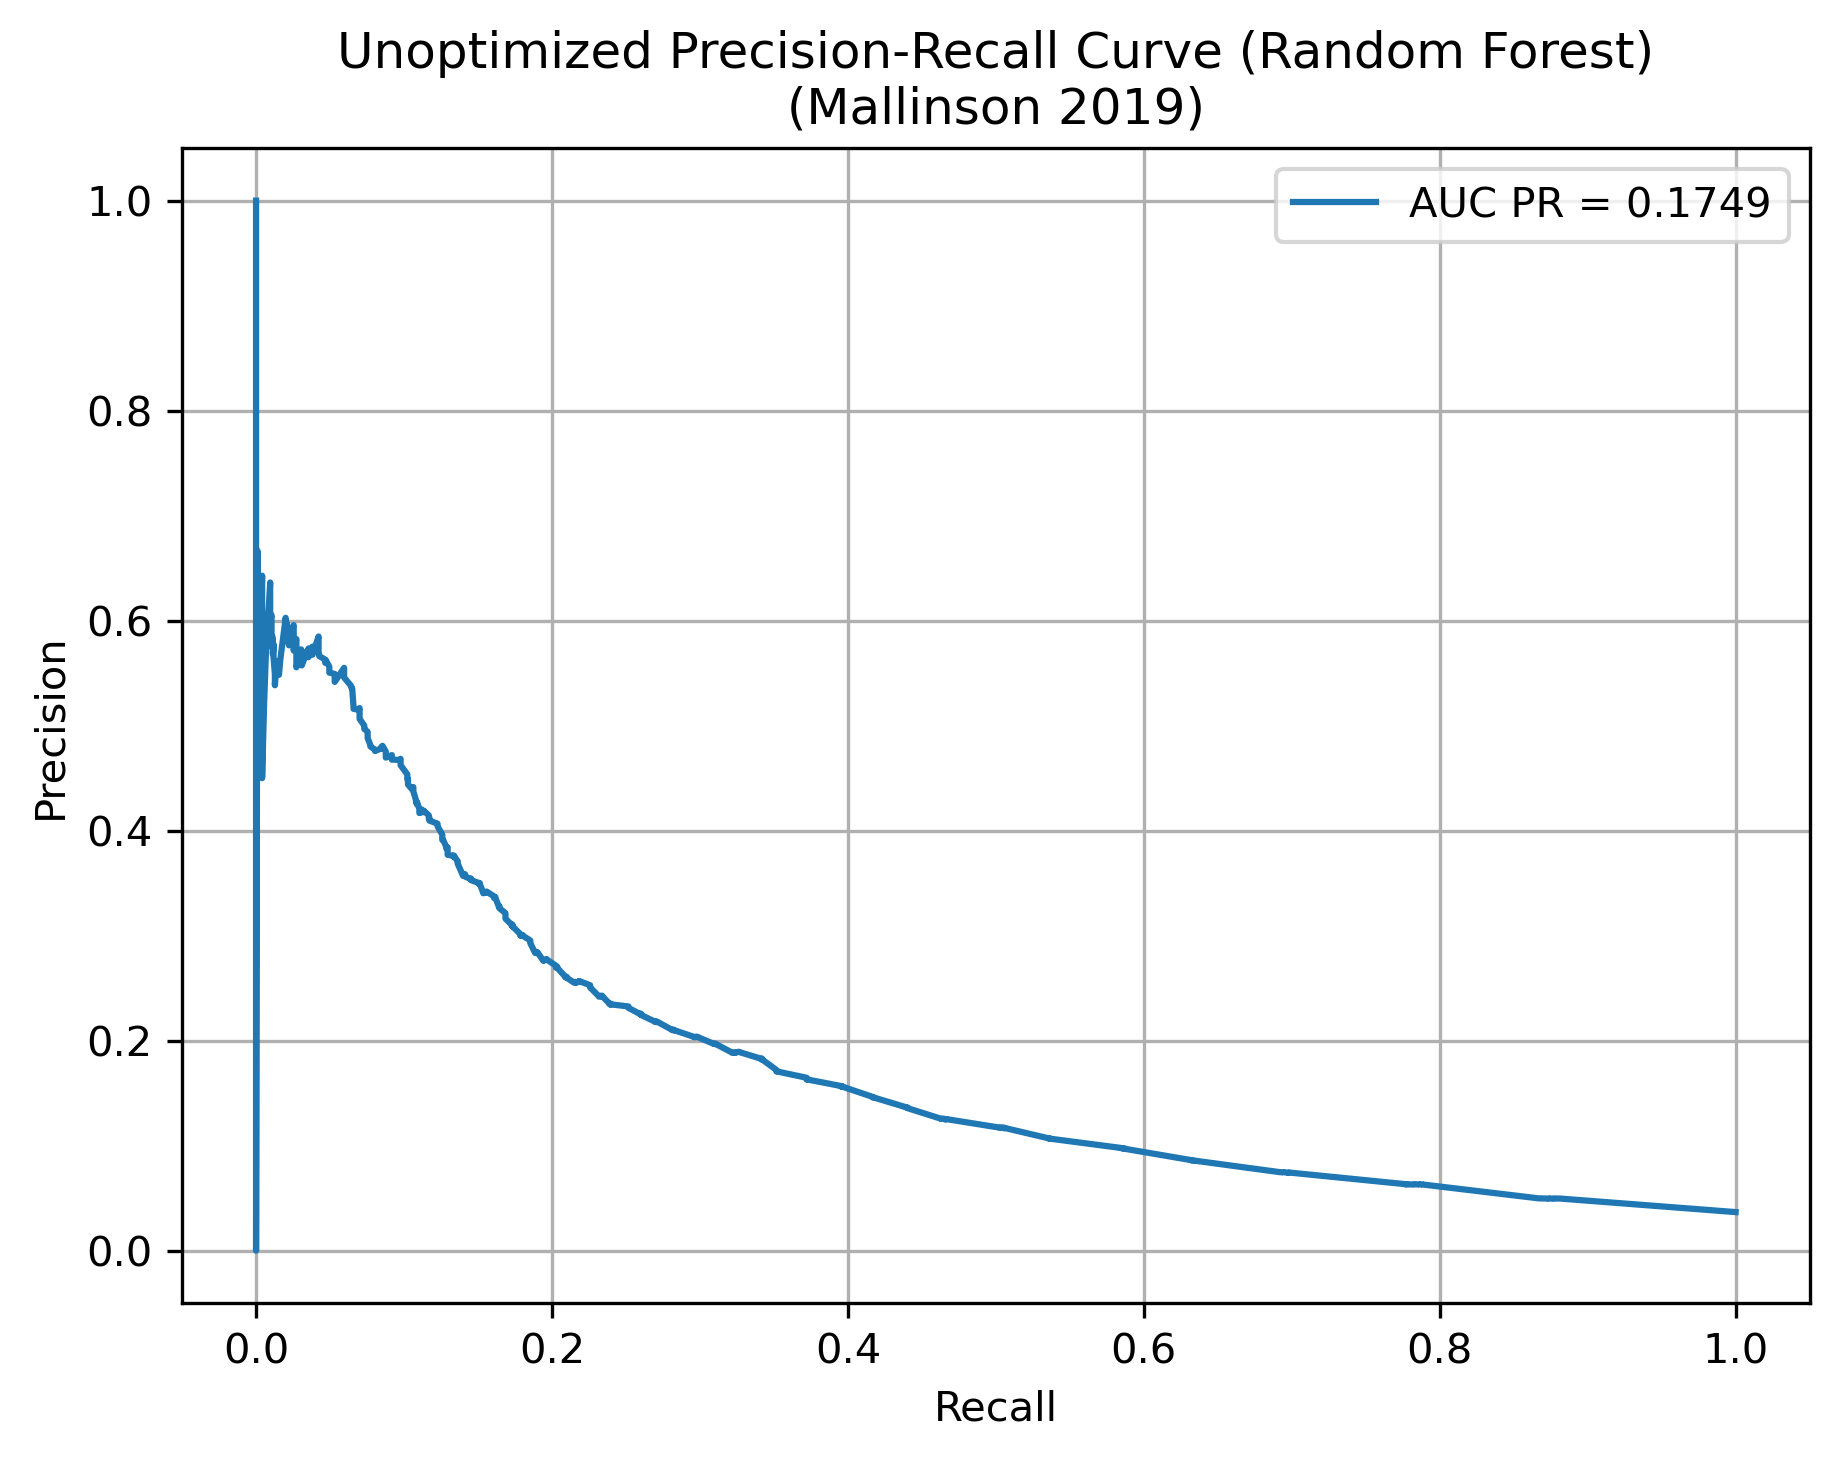 Unoptimized Precision-Recall Curve (Random Forest)
(Mallinson 2019)
AUC PR = 0.1749
Precision
1.0
0.8
0.6
0.4
0.2
0.0
0.0 0.2 0.4 0.6 0.8 1.0
Recall